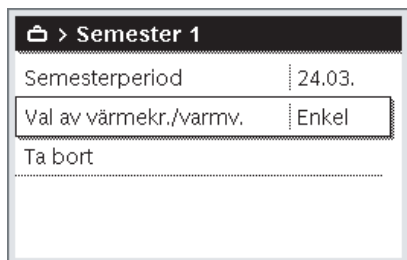 > Semester 1
Semesterperiod 24.03.
Val av värmekr./varmv. Enkel
Ta bort